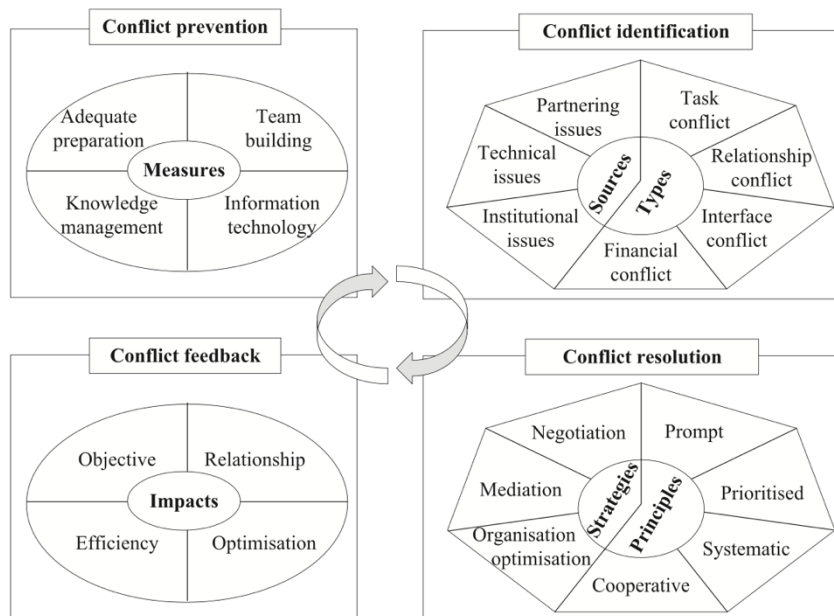 Conflict prevention
Adequate
preparation
Team
building
Measures
Knowledge
management
Information
technology
Conflict identification
Partnering
issues
Task
conflict
Technical
issues
Relationship
conflict
Sources
Types
Institutional
issues
Interface
conflict
Financial
conflict
Conflict feedback
Objective
Relationship
Impacts
Efficiency
Optimisation
Conflict resolution
Negotiation
Prompt
Mediation
Prioritised
Strategies
Principles
Organisation
optimisation
Systematic
Cooperative